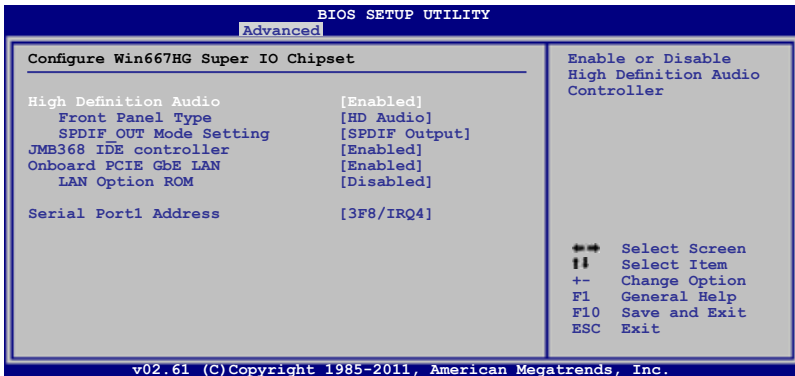 BIOS SETUP UTILITY
Advanced
Configure Win667HG Super IO Chipset
High Definition Audio [Enabled]
Front Panel Type [HD Audio]
SPDIF_OUT Mode Setting [SPDIF Output]
JMB368 IDE controller [Enabled]
Onboard PCIE GbE LAN [Enabled]
LAN Option ROM [Disabled]
Serial Port1 Address [3F8/IRQ4]
Enable or Disable
High Definition Audio
Controller
←→ Select Screen
↑↓ Select Item
+- Change Option
F1 General Help
F10 Save and Exit
ESC Exit
v02.61 (C)Copyright 1985-2011, American Megatrends, Inc.